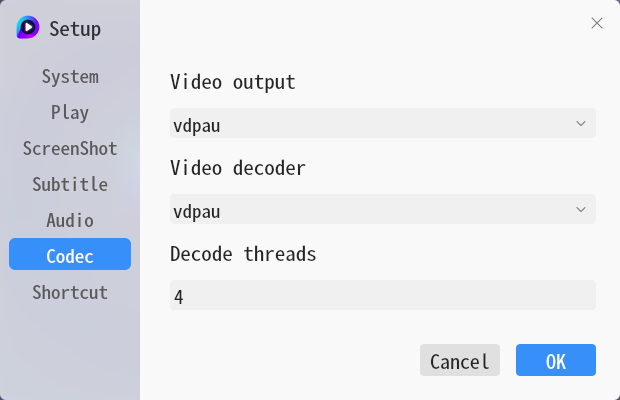 Setup
System
Play
ScreenShot
Subtitle
Audio
Codec
Shortcut
Video output
vdpau
Video decoder
vdpau
Decode threads
4
Cancel
OK